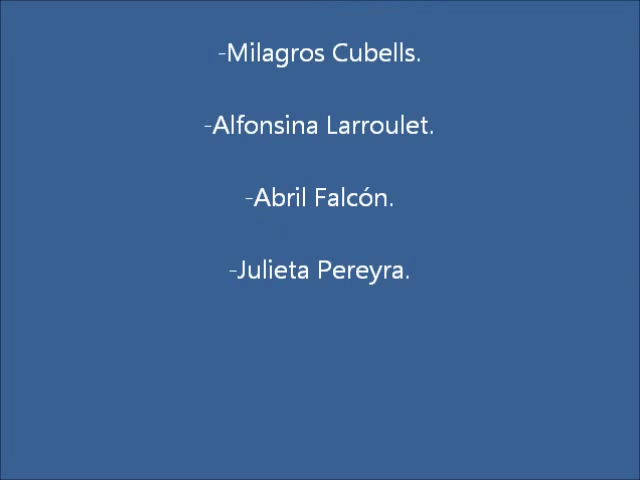 -Milagros Cubells.
-Alfonsina Larroulet.
-Abril Falcón.
-Julieta Pereyra.